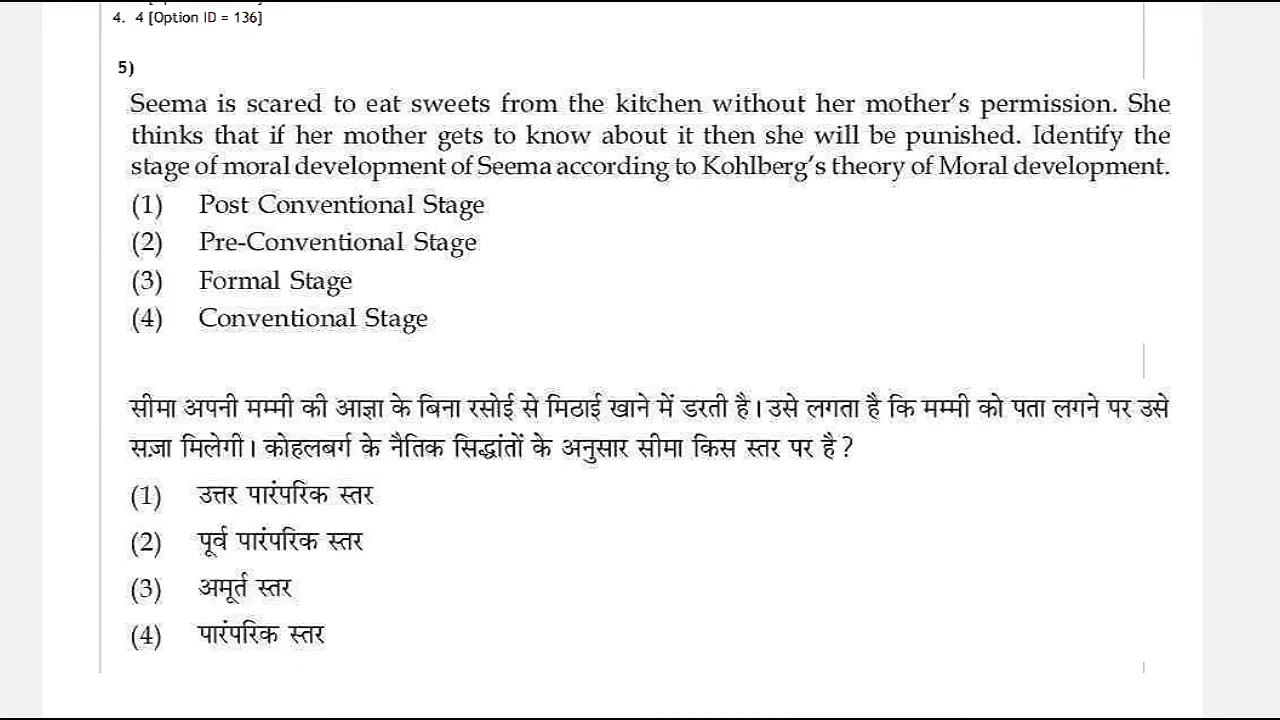 4. 4 [Option ID = 136]
5)
Seema is scared to eat sweets from the kitchen without her mother's permission. She
thinks that if her mother gets to know about it then she will be punished. Identify the
stage of moral development of Seema according to Kohlberg's theory of Moral development.
(1) Post Conventional Stage
(2) Pre-Conventional Stage
(3) Formal Stage
(4) Conventional Stage
सीमा अपनी मम्मी की आज्ञा के बिना रसोई से मिठाई खाने में डरती है। उसे लगता है कि मम्मी को पता लगने पर उसे
सज़ा मिलेगी। कोहलबर्ग के नैतिक सिद्धांतों के अनुसार सीमा किस स्तर पर है?
(1) उत्तर पारंपरिक स्तर
(2) पूर्व पारंपरिक स्तर
(3) अमूर्त स्तर
(4) पारंपरिक स्तर